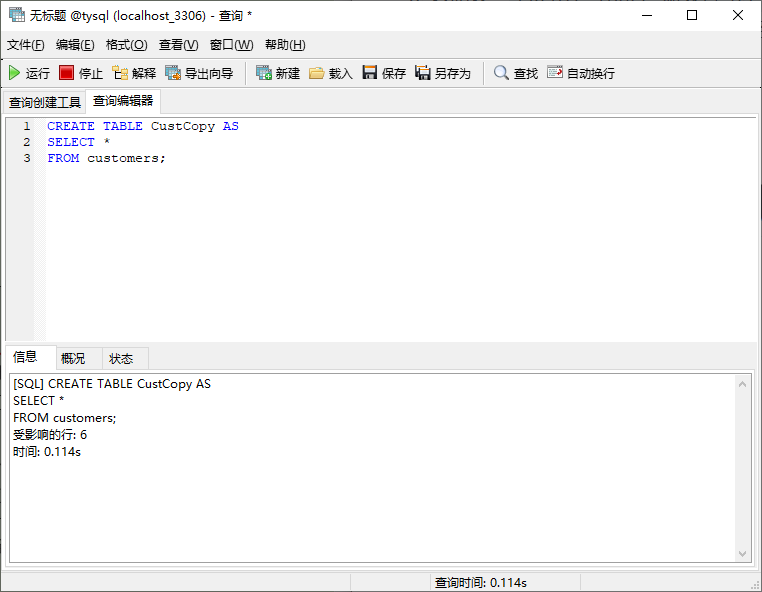 无标题 @tysql (localhost_3306) - 查询 *
文件(F) 编辑(E) 格式(O) 查看(V) 窗口(W) 帮助(H)
运行 停止 解释 导出向导 新建 载入 保存 另存为 查找 自动换行
查询创建工具 查询编辑器
1 CREATE TABLE CustCopy AS
2 SELECT *
3 FROM customers;
信息 概况 状态
[SQL] CREATE TABLE CustCopy AS
SELECT *
FROM customers;
受影响的行: 6
时间: 0.114s
查询时间: 0.114s